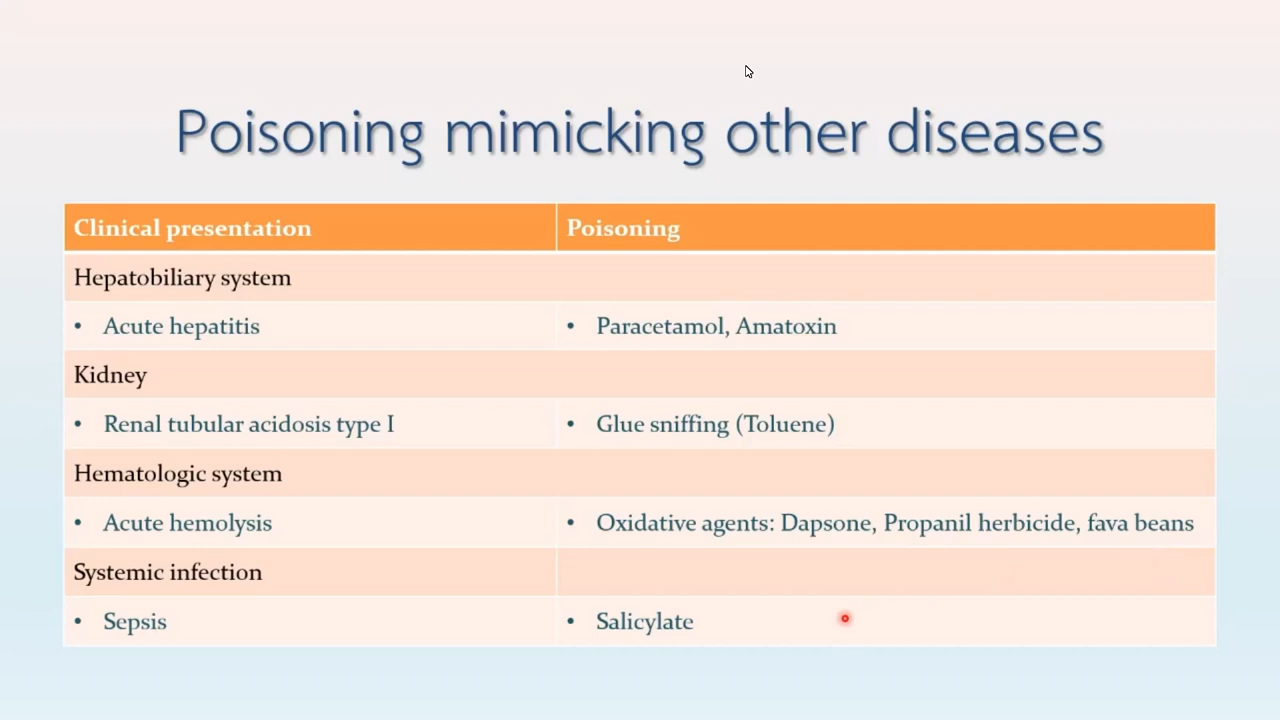 Poisoning mimicking other diseases
Clinical presentation Poisoning
Hepatobiliary system
• Acute hepatitis • Paracetamol, Amatoxin
Kidney
• Renal tubular acidosis type I • Glue sniffing (Toluene)
Hematologic system
• Acute hemolysis • Oxidative agents: Dapsone, Propanil herbicide, fava beans
Systemic infection
• Sepsis • Salicylate